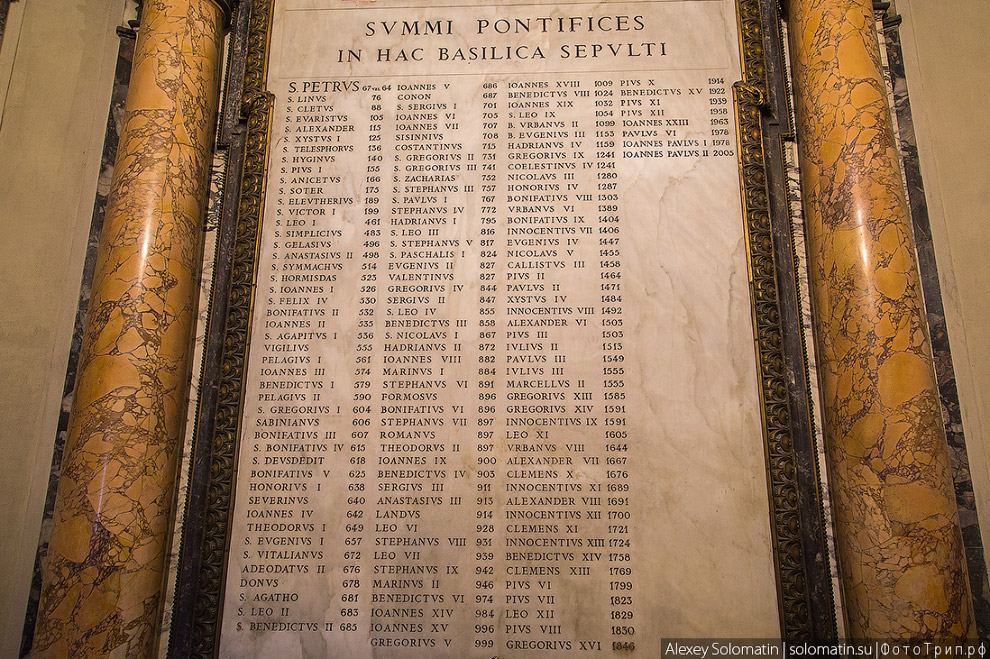 SVMMI PONTIFICES
IN HAC BASILICA SEPVLTI
S. PETRVS 67 VEL 64
S. LINVS 76
S. CLETVS 88
S. EVARISTVS 105
S. ALEXANDER 115
S. XYSTVS I 125
S. TELESPHORVS 136
S. HYGINVS 140
S. PIVS I 155
S. ANICETVS 166
S. SOTER 175
S. ELEVTHERIVS 189
S. VICTOR I 199
S. LEO I 461
S. SIMPLICIVS 483
S. GELASIVS 496
S. ANASTASIVS II 498
S. SYMMACHVS 514
S. HORMISDAS 523
S. IOANNES I 526
S. FELIX IV 530
BONIFATIVS II 532
IOANNES II 535
S. AGAPITVS I 536
VIGILIVS 555
PELAGIVS I 561
IOANNES III 574
BENEDICTVS I 579
PELAGIVS II 590
S. GREGORIVS I 604
SABINIANVS 606
BONIFATIVS III 607
S. BONIFATIVS IV 615
S. DEVSDEDIT 618
BONIFATIVS V 625
HONORIVS I 638
SEVERINVS 640
IOANNES IV 642
THEODORVS I 649
S. EVGENIVS I 657
S. VITALIANVS 672
ADEODATVS II 676
DONVS 678
S. AGATHO 681
S. LEO II 683
S. BENEDICTVS II 685
IOANNES V 686
CONON 687
S. SERGIVS I 701
IOANNES VI 705
IOANNES VII 707
SISINNIVS 708
COSTANTINVS 715
S. GREGORIVS II 731
S. GREGORIVS III 741
S. ZACHARIAS 752
S. STEPHANVS III 757
S. PAVLVS I 767
STEPHANVS IV 772
HADRIANVS I 795
S. LEO III 816
S. STEPHANVS V 817
S. PASCHALIS I 824
EVGENIVS II 827
VALENTINVS 827
GREGORIVS IV 844
SERGIVS II 847
S. LEO IV 855
BENEDICTVS III 858
S. NICOLAVS I 867
HADRIANVS II 872
IOANNES VIII 882
MARINVS I 884
STEPHANVS VI 891
FORMOSVS 896
BONIFATIVS VI 896
STEPHANVS VII 897
ROMANVS 897
THEODORVS II 897
IOANNES IX 900
BENEDICTVS IV 903
SERGIVS III 911
ANASTASIVS III 913
LANDVS 914
LEO VI 928
STEPHANVS VIII 931
LEO VII 939
STEPHANVS IX 942
MARINVS II 946
BENEDICTVS VI 974
IOANNES XIV 984
IOANNES XV 996
GREGORIVS V 999
IOANNES XVIII 1009
BENEDICTVS VIII 1024
IOANNES XIX 1032
S. LEO IX 1054
B. VRBANVS II 1099
B. EVGENIVS III 1153
HADRIANVS IV 1159
GREGORIVS IX 1241
COELESTINVS IV 1241
NICOLAVS III 1280
HONORIVS IV 1287
BONIFATIVS VIII 1303
VRBANVS VI 1389
BONIFATIVS IX 1404
INNOCENTIVS VII 1406
EVGENIVS IV 1447
NICOLAVS V 1455
CALLISTVS III 1458
PIVS II 1464
PAVLVS II 1471
XYSTVS IV 1484
INNOCENTIVS VIII 1492
ALEXANDER VI 1503
PIVS III 1503
IVLIVS II 1513
PAVLVS III 1549
IVLIVS III 1555
MARCELLVS II 1555
GREGORIVS XIII 1585
GREGORIVS XIV 1591
INNOCENTIVS IX 1591
LEO XI 1605
VRBANVS VIII 1644
ALEXANDER VII 1667
CLEMENS X 1676
INNOCENTIVS XI 1689
ALEXANDER VIII 1691
INNOCENTIVS XII 1700
CLEMENS XI 1721
INNOCENTIVS XIII 1724
BENEDICTVS XIV 1758
CLEMENS XIII 1769
PIVS VI 1799
PIVS VII 1823
LEO XII 1829
PIVS VIII 1830
GREGORIVS XVI 1846
PIVS X 1914
BENEDICTVS XV 1922
PIVS XI 1939
PIVS XII 1958
IOANNES XXIII 1963
PAVLVS VI 1978
IOANNES PAVLVS I 1978
IOANNES PAVLVS II 2005
Alexey Solomatin | solomatin.su | ФотоТрип.рф